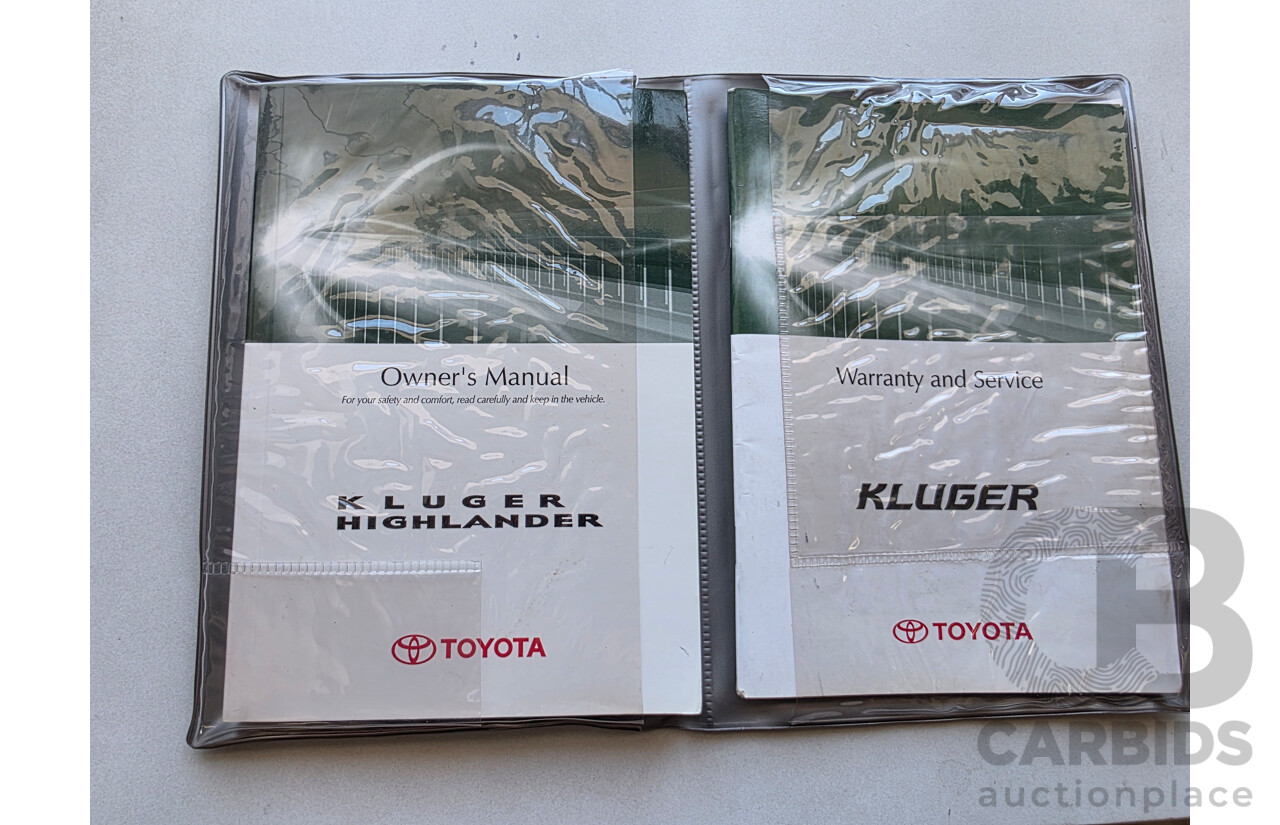 Owner's Manual
For your safety and comfort, read carefully and keep in the vehicle.
KLUGER
HIGHLANDER
TOYOTA
Warranty and Service
KLUGER
TOYOTA
CB
CARBIDS
auctionplace